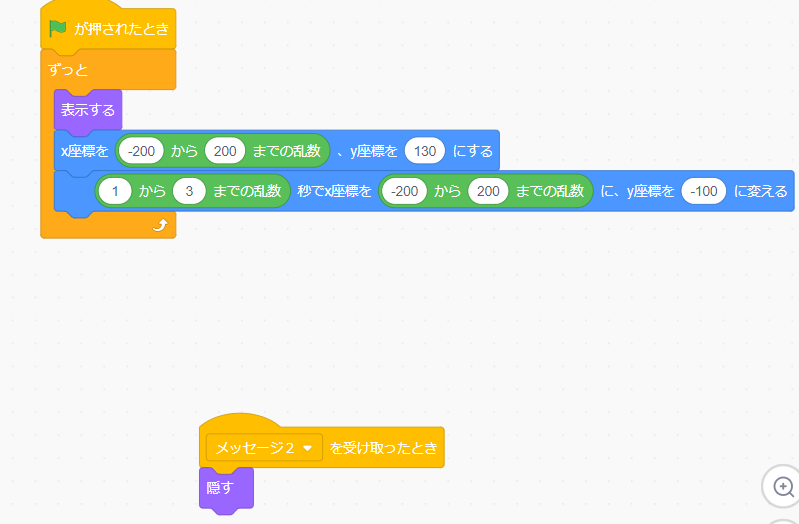 が押されたとき
ずっと
表示する
x座標を -200 から 200 までの乱数 、y座標を 130 にする
1 から 3 までの乱数 秒でx座標を -200 から 200 までの乱数 に、y座標を -100 に変える
メッセージ2 を受け取ったとき
隠す